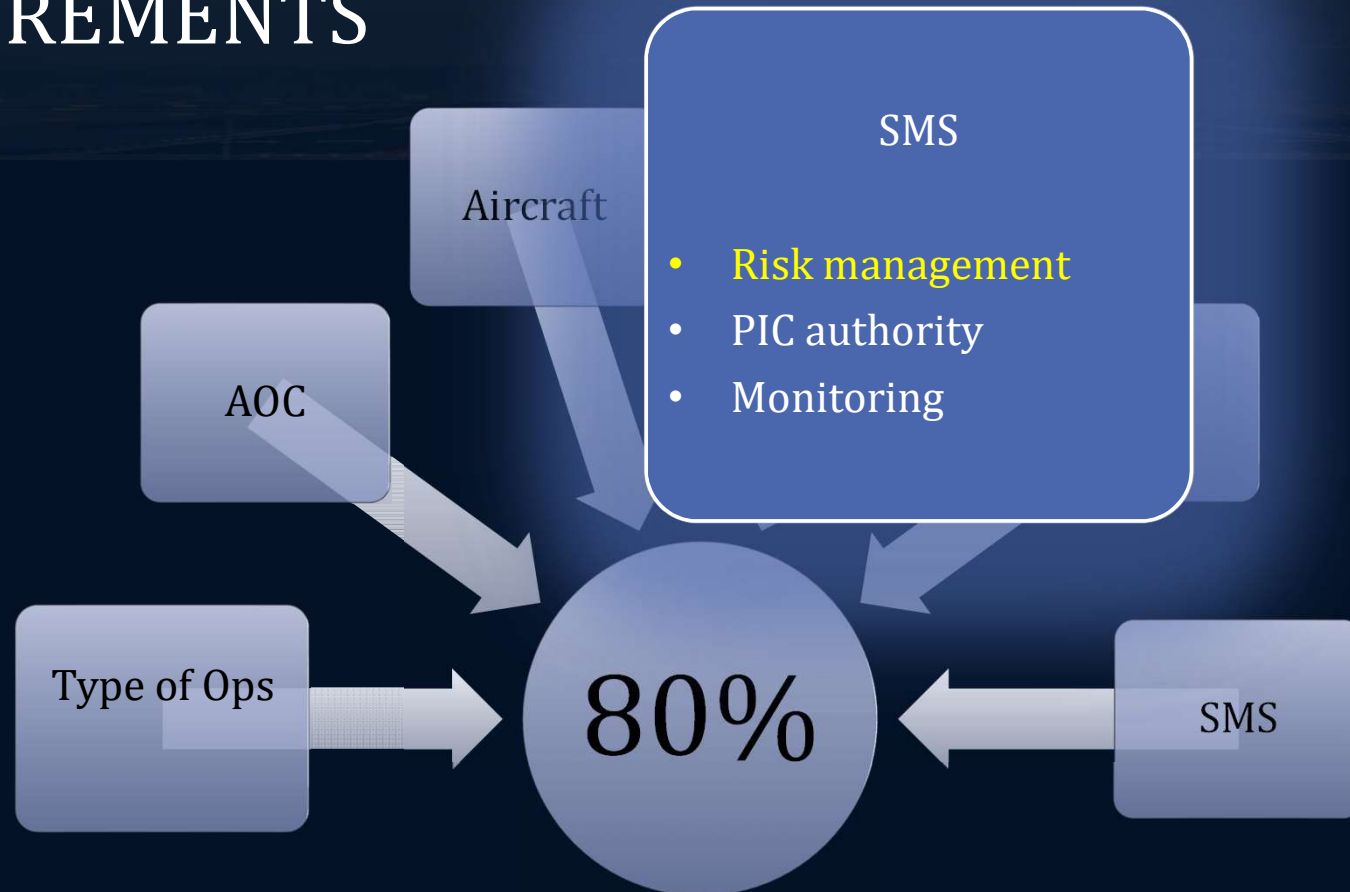 REMENTS
SMS
• Risk management
• PIC authority
• Monitoring
Aircraft
AOC
Type of Ops
80%
SMS